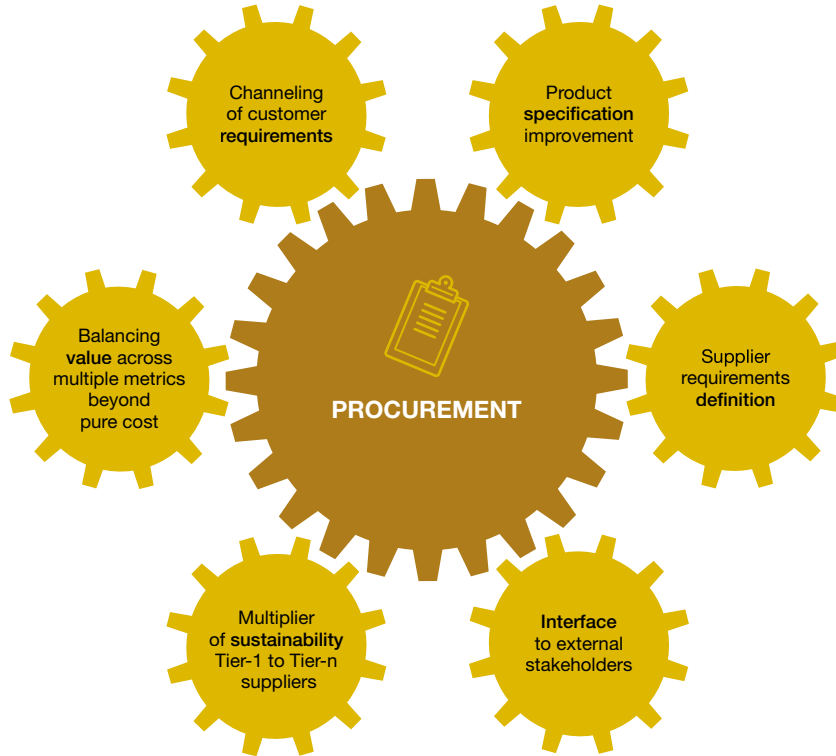 Channeling
of customer
requirements
Product
specification
improvement
Balancing
value across
multiple metrics
beyond
pure cost
PROCUREMENT
Supplier
requirements
definition
Multiplier
of sustainability
Tier-1 to Tier-n
suppliers
Interface
to external
stakeholders